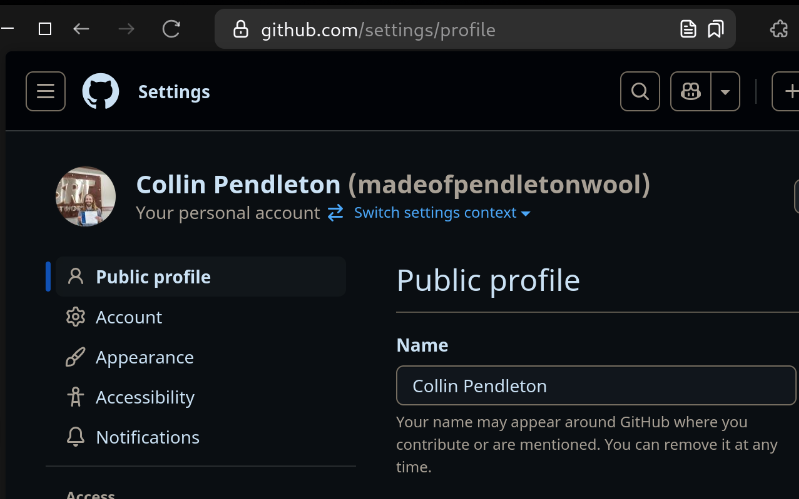 github.com/settings/profile
Settings
Collin Pendleton (madeofpendletonwool)
Your personal account Switch settings context
Public profile
Account
Appearance
Accessibility
Notifications
Access
Public profile
Name
Collin Pendleton
Your name may appear around GitHub where you
contribute or are mentioned. You can remove it at any
time.